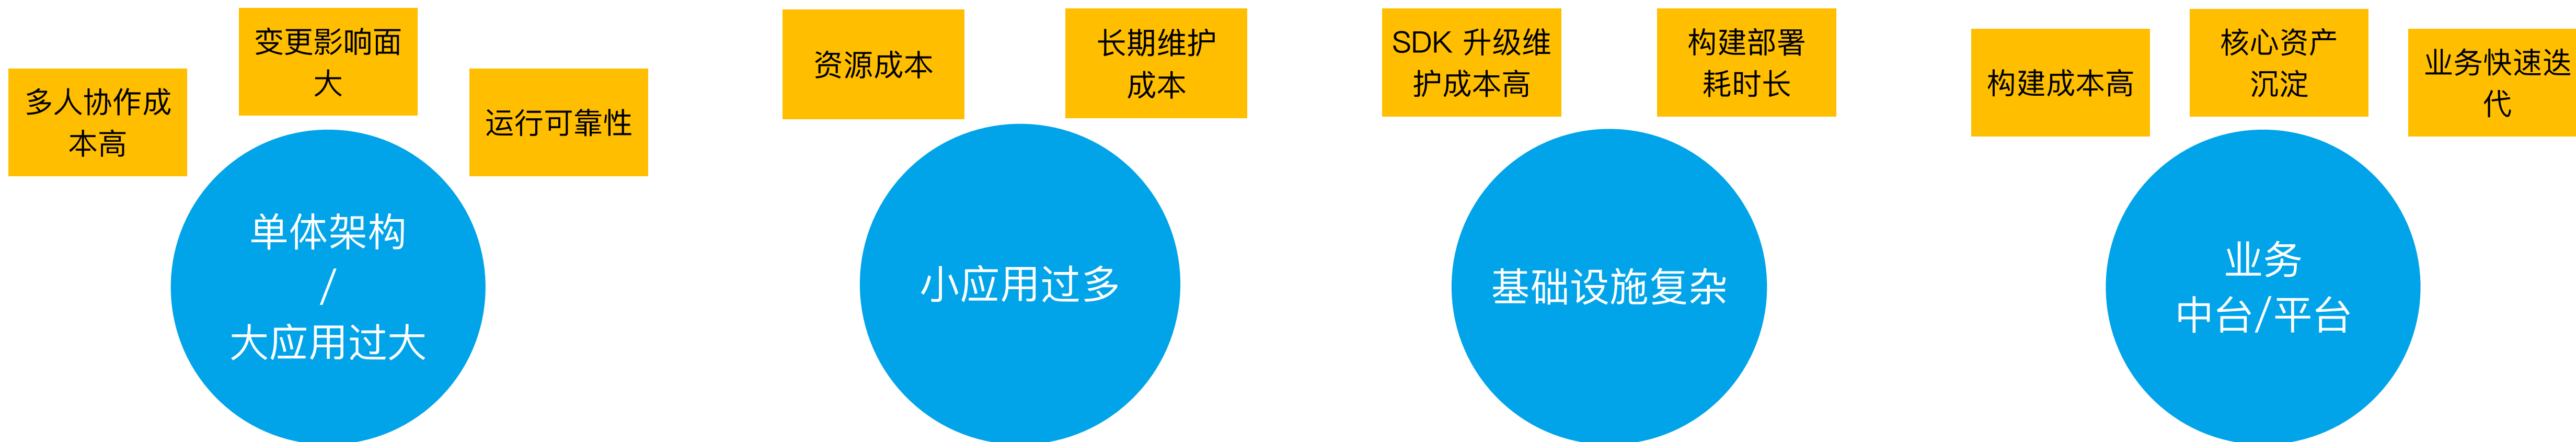 多人协作成
本高
变更影响面
大
运行可靠性
单体架构
/
大应用过大
资源成本
长期维护
成本
小应用过多
SDK 升级维
护成本高
构建部署
耗时长
基础设施复杂
构建成本高
核心资产
沉淀
业务快速迭
代
业务
中台/平台